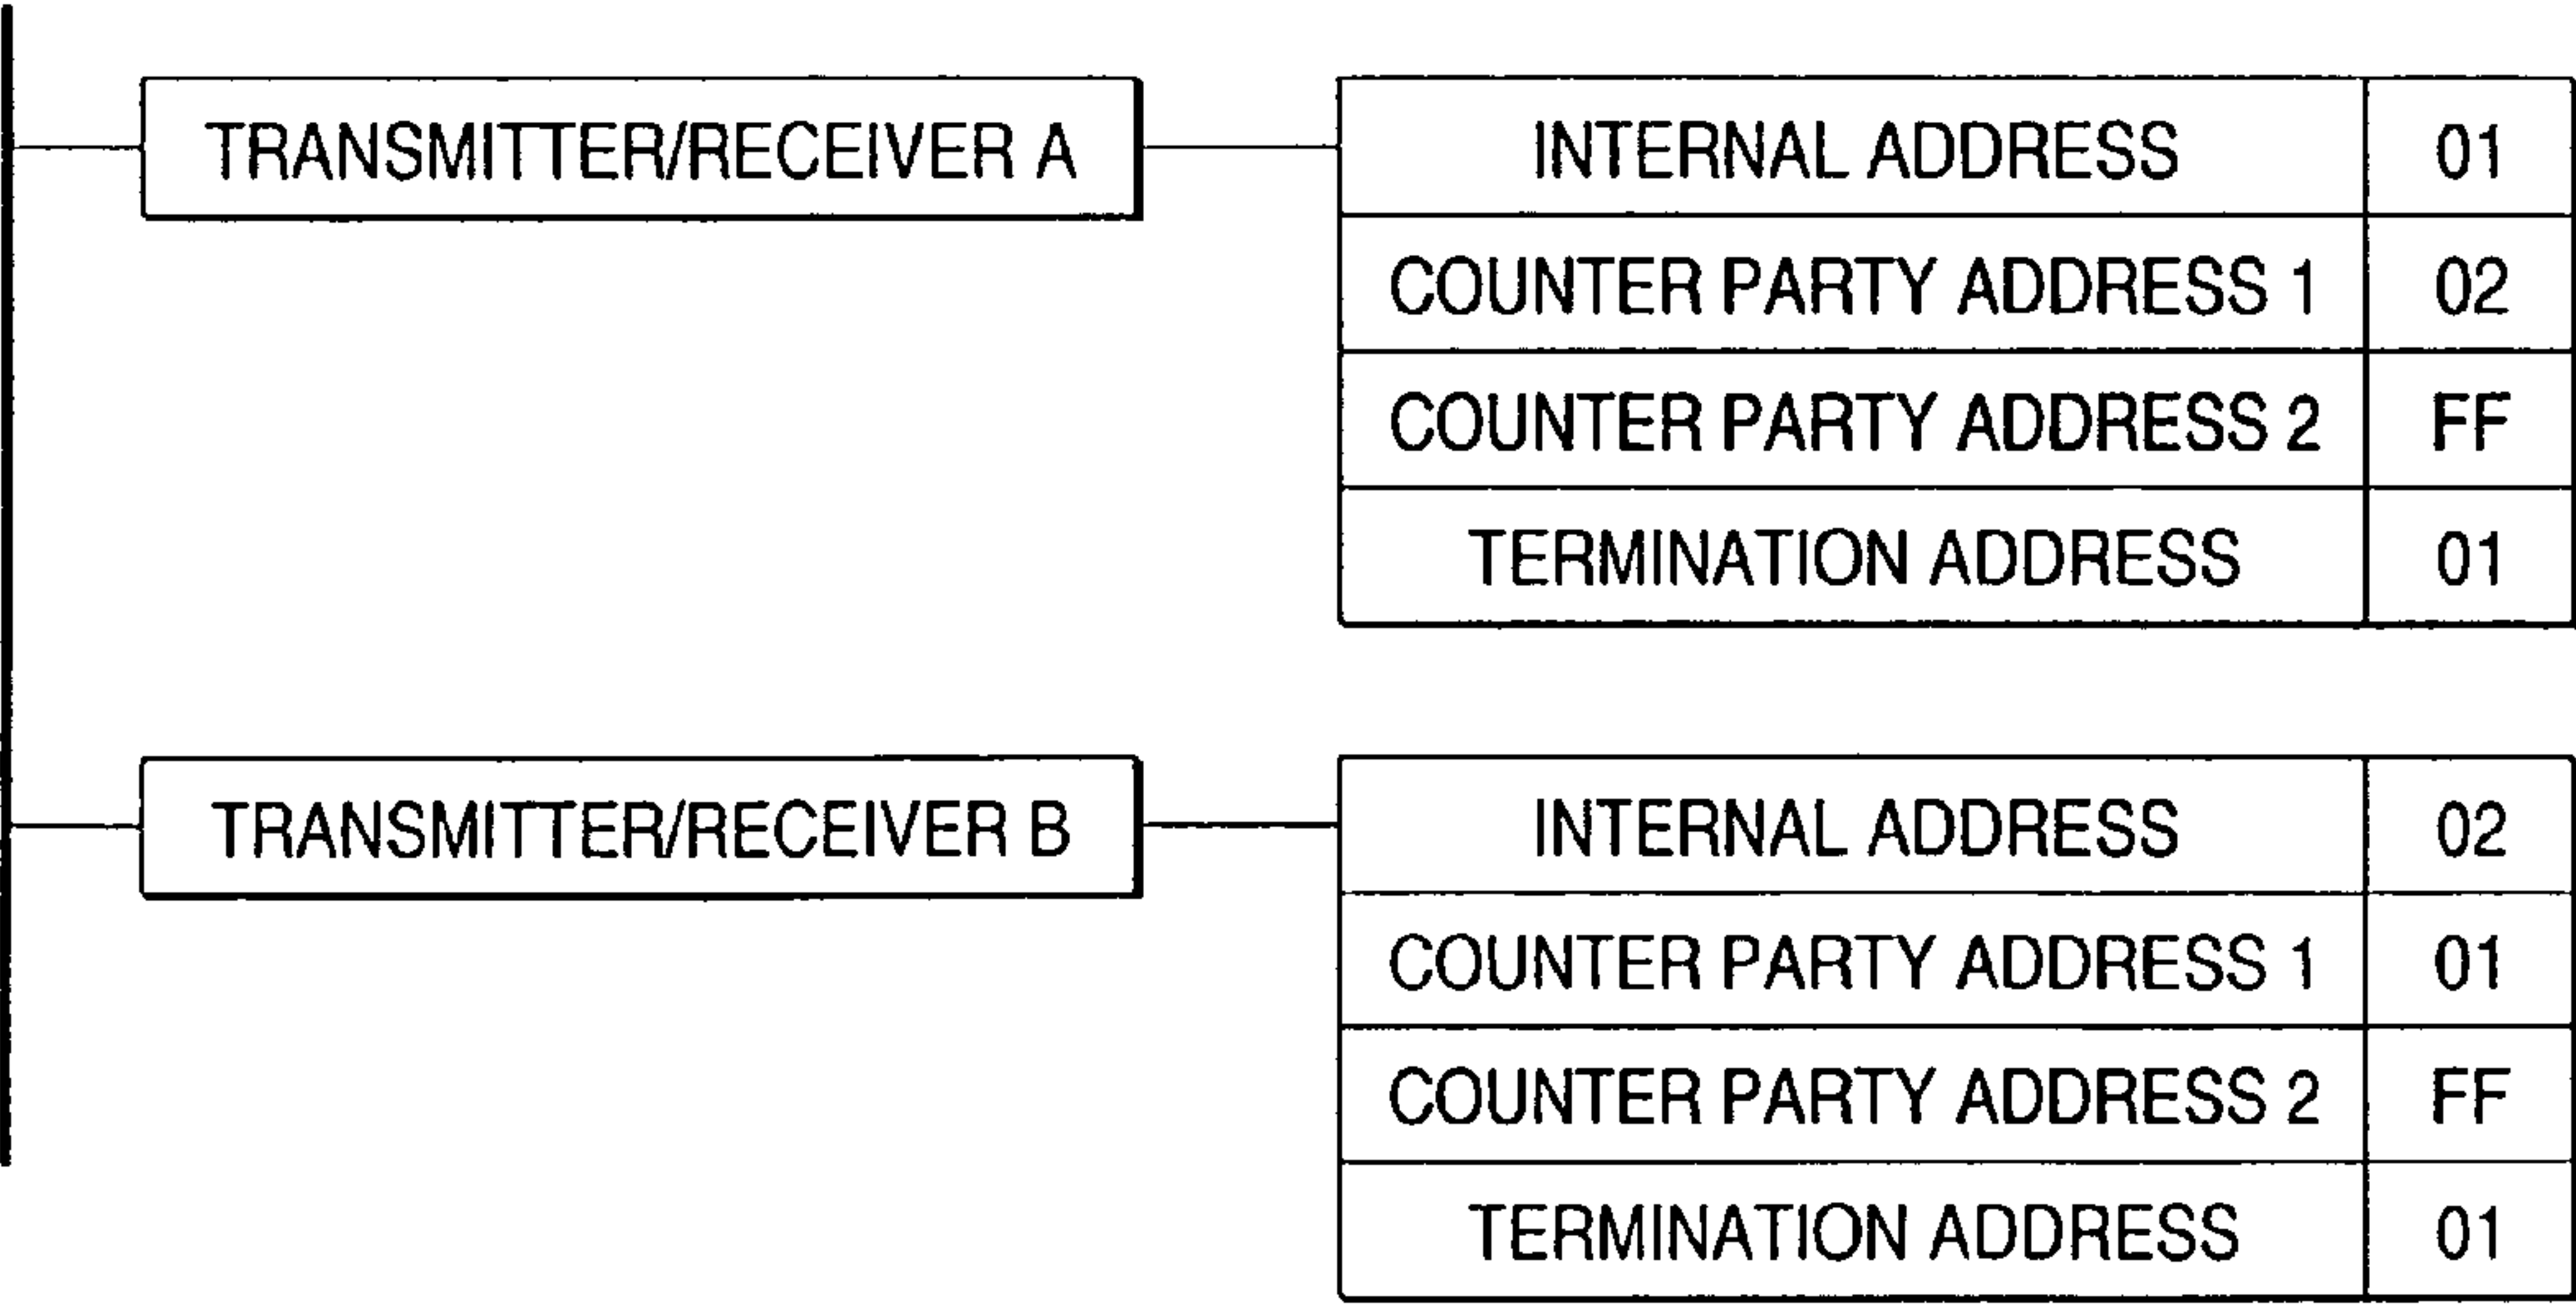 TRANSMITTER/RECEIVER A
INTERNAL ADDRESS 01
COUNTER PARTY ADDRESS 1 02
COUNTER PARTY ADDRESS 2 FF
TERMINATION ADDRESS 01
TRANSMITTER/RECEIVER B
INTERNAL ADDRESS 02
COUNTER PARTY ADDRESS 1 01
COUNTER PARTY ADDRESS 2 FF
TERMINATION ADDRESS 01